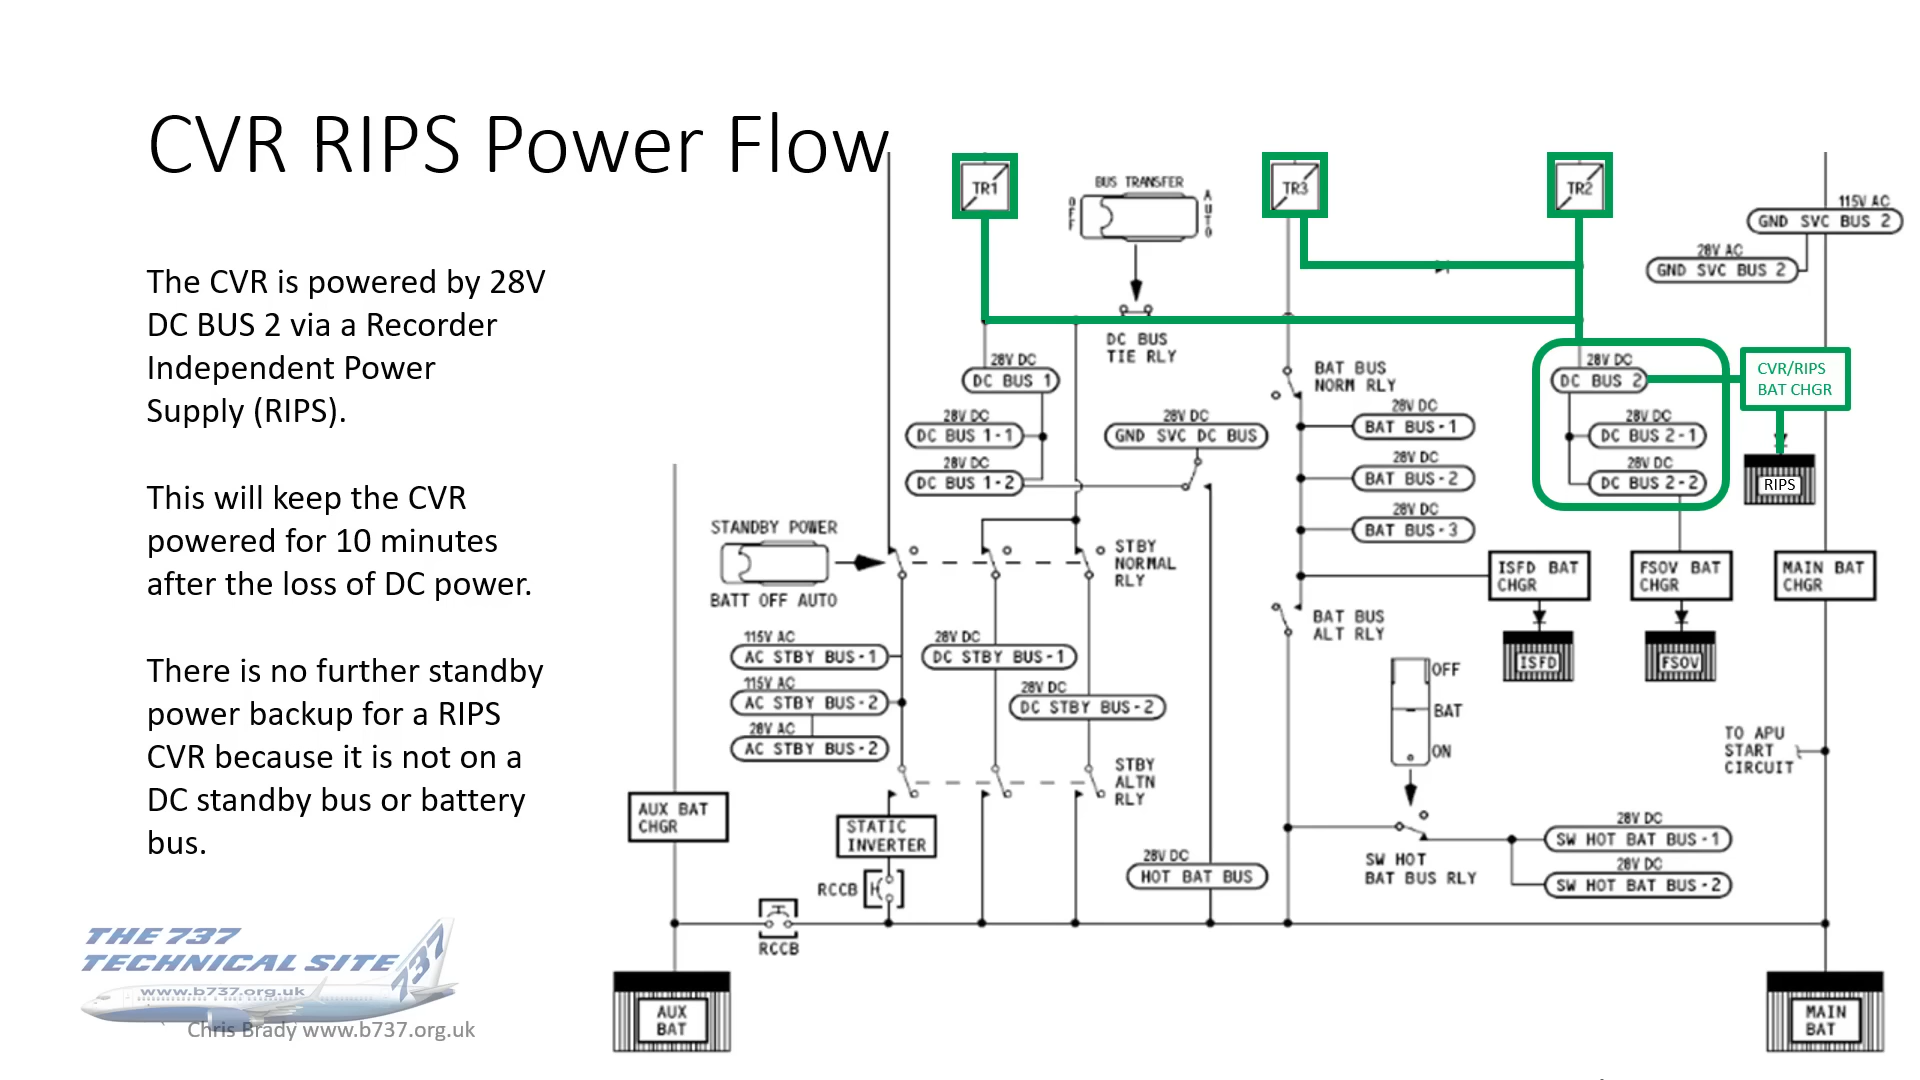 CVR RIPS Power Flow
The CVR is powered by 28V
DC BUS 2 via a Recorder
Independent Power
Supply (RIPS).
This will keep the CVR
powered for 10 minutes
after the loss of DC power.
There is no further standby
power backup for a RIPS
CVR because it is not on a
DC standby bus or battery
bus.
THE 737
TECHNICAL SITE
737
www.b737.org.uk
Chris Brady www.b737.org.uk
TR1
BUS TRANSFER
OFF
AUTO
TR3
TR2
115V AC
GND SVC BUS 2
28V AC
GND SVC BUS 2
DC BUS
TIE RLY
28V DC
DC BUS 1
28V DC
DC BUS 1-1
28V DC
DC BUS 1-2
28V DC
GND SVC DC BUS
BAT BUS
NORM RLY
28V DC
BAT BUS-1
28V DC
BAT BUS-2
28V DC
BAT BUS-3
28V DC
DC BUS 2
28V DC
DC BUS 2-1
28V DC
DC BUS 2-2
CVR/RIPS
BAT CHGR
RIPS
STANDBY POWER
BATT OFF AUTO
STBY
NORMAL
RLY
ISFD BAT
CHGR
FSOV BAT
CHGR
MAIN BAT
CHGR
BAT BUS
ALT RLY
ISFD
FSOV
115V AC
AC STBY BUS-1
115V AC
AC STBY BUS-2
28V AC
AC STBY BUS-2
28V DC
DC STBY BUS-1
28V DC
DC STBY BUS-2
OFF
BAT
ON
TO APU
START
CIRCUIT
STBY
ALTN
RLY
AUX BAT
CHGR
STATIC
INVERTER
RCCB
RCCB
28V DC
HOT BAT BUS
SW HOT
BAT BUS RLY
28V DC
SW HOT BAT BUS-1
28V DC
SW HOT BAT BUS-2
AUX
BAT
MAIN
BAT